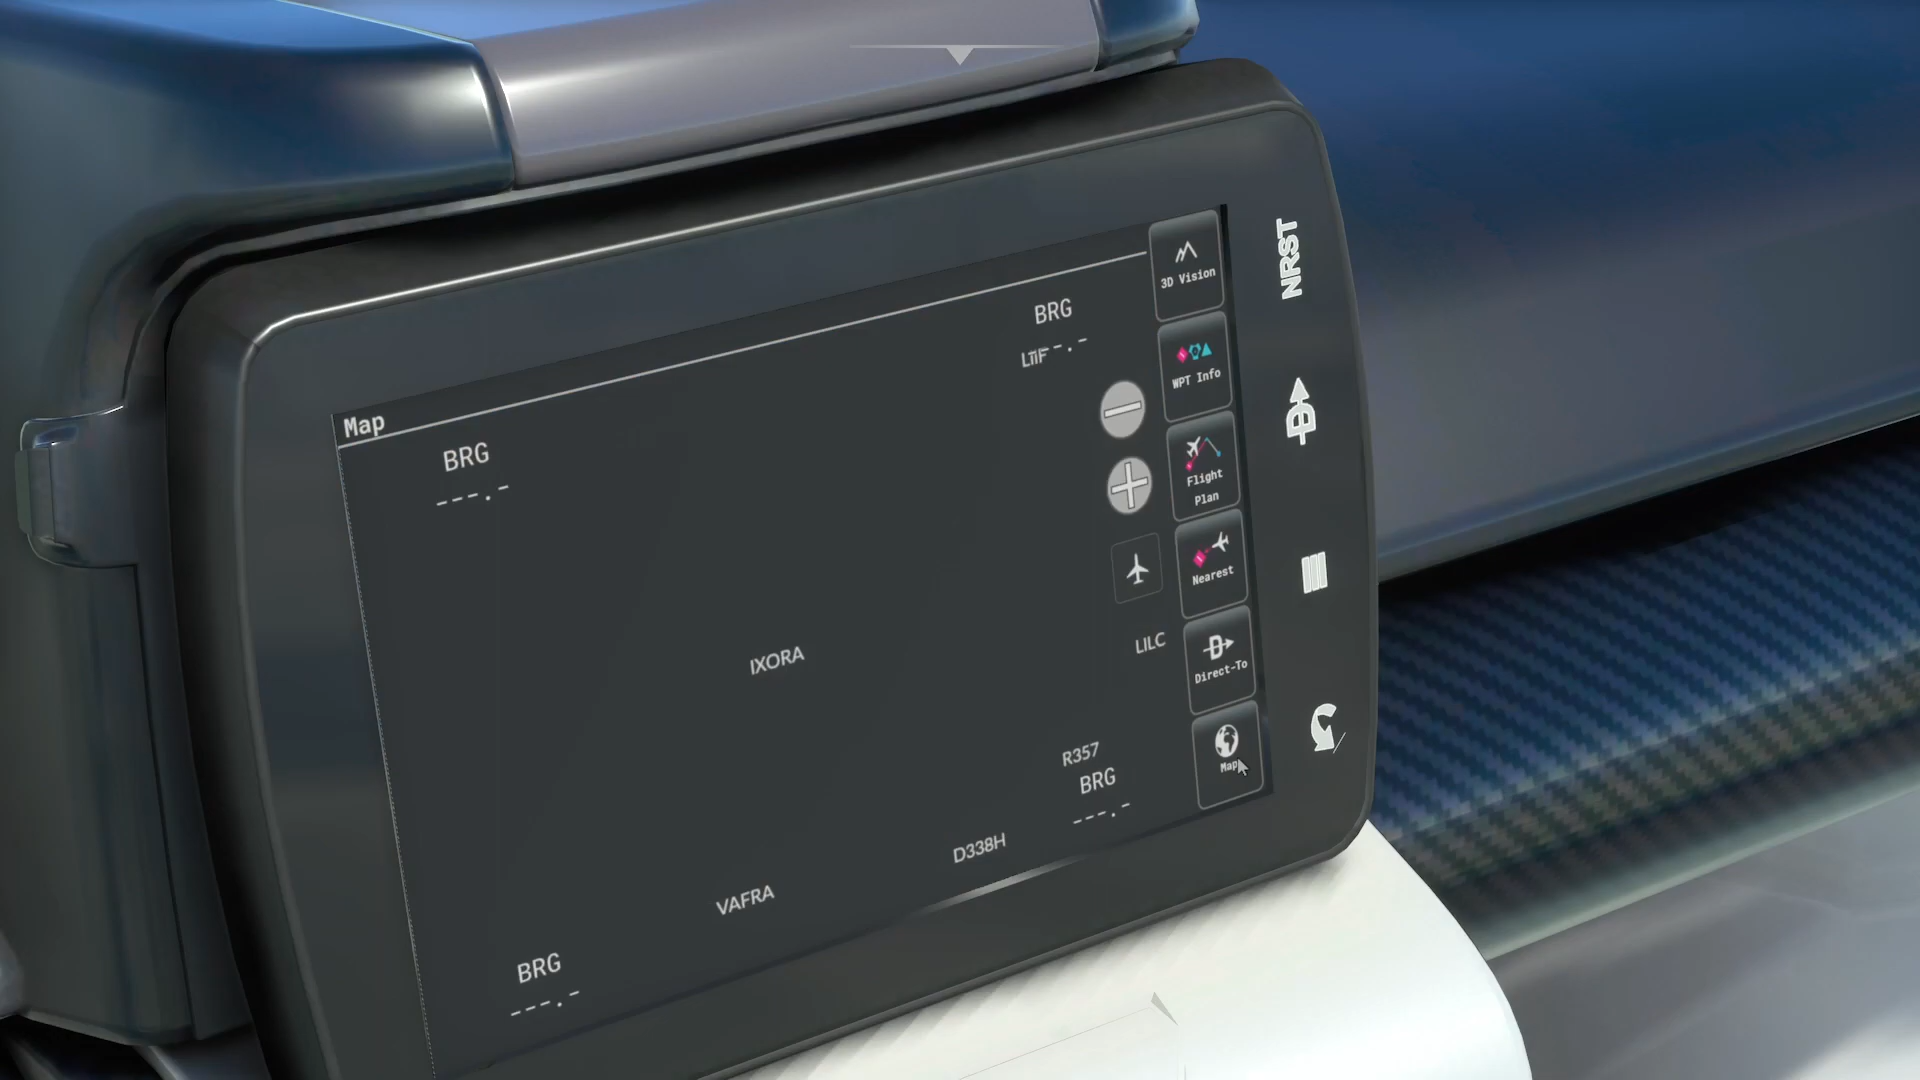 Map
BRG
---.-
BRG
---.-
3D Vision
WPT Info
Flight
Plan
Nearest
Direct-To
Map
NRST
IXORA
LILC
R357
BRG
---.-
D338H
VAFRA
BRG
---.-